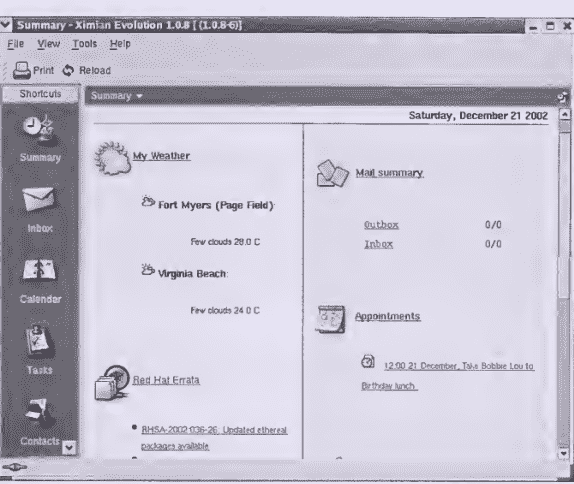 Summary - Ximian Evolution 1.0.8 [ (1.0.8-6)]
File View Tools Help
Print Reload
Shortcuts
Summary
Saturday, December 21 2002
Summary
Inbox
Calendar
Tasks
Contacts
My Weather
Fort Myers (Page Field):
Few clouds 28.0 C
Virginia Beach:
Few clouds 24.0 C
Red Hat Errata
RHSA-2002:036-26: Updated ethereal
packages available
Mail summary
Outbox 0/0
Inbox 0/0
Appointments
12:00 21 December, Take Bobbie Lou to
Birthday lunch.